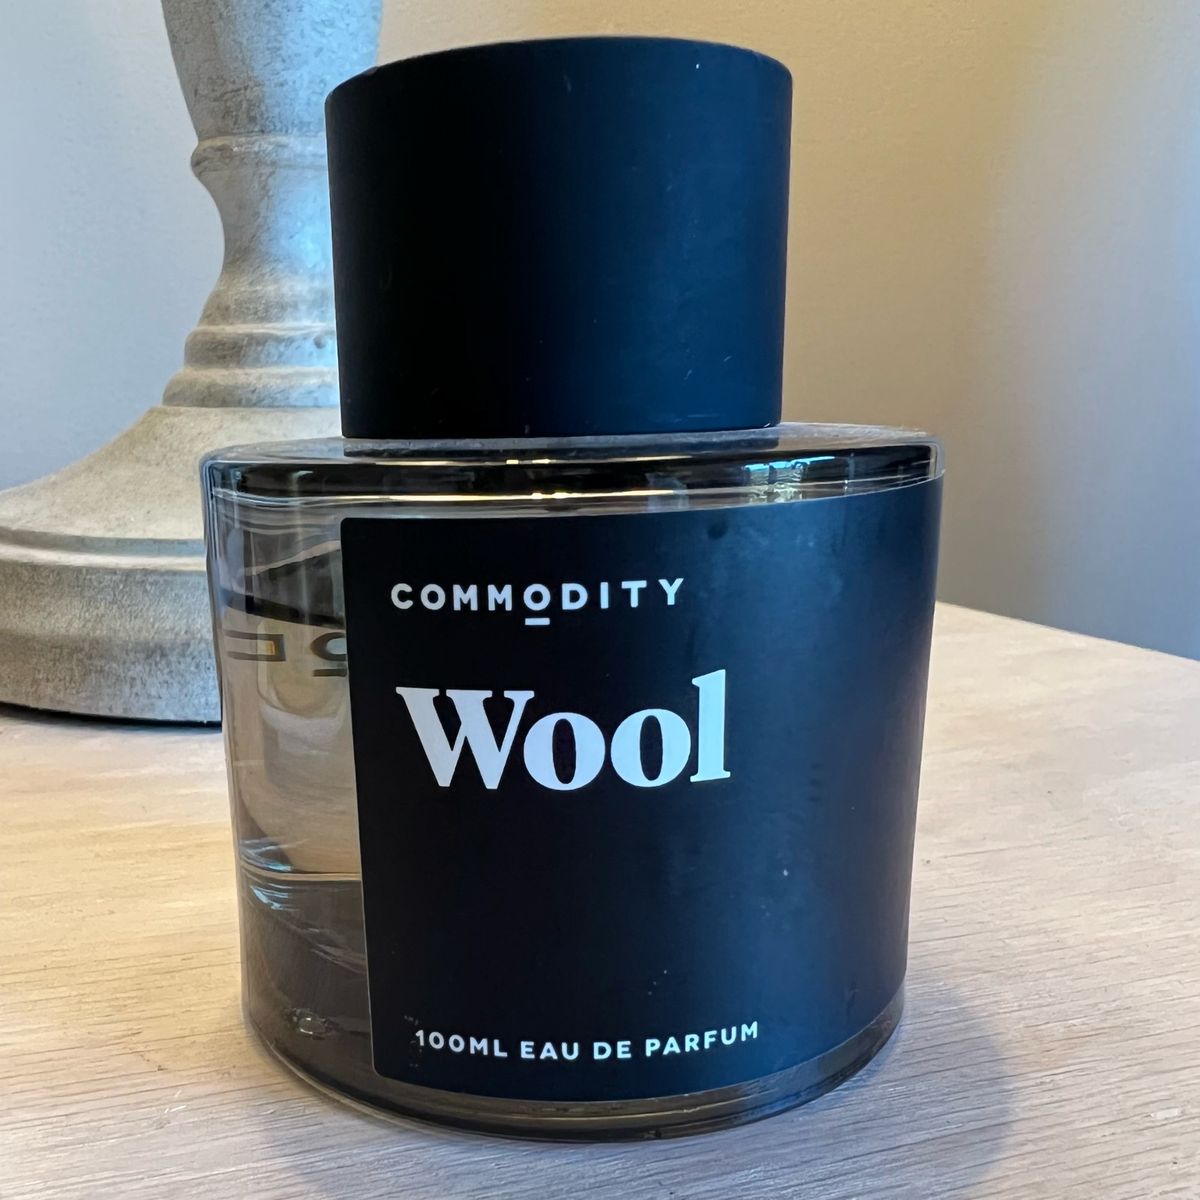 COMMODITY
Wool
100ML EAU DE PARFUM